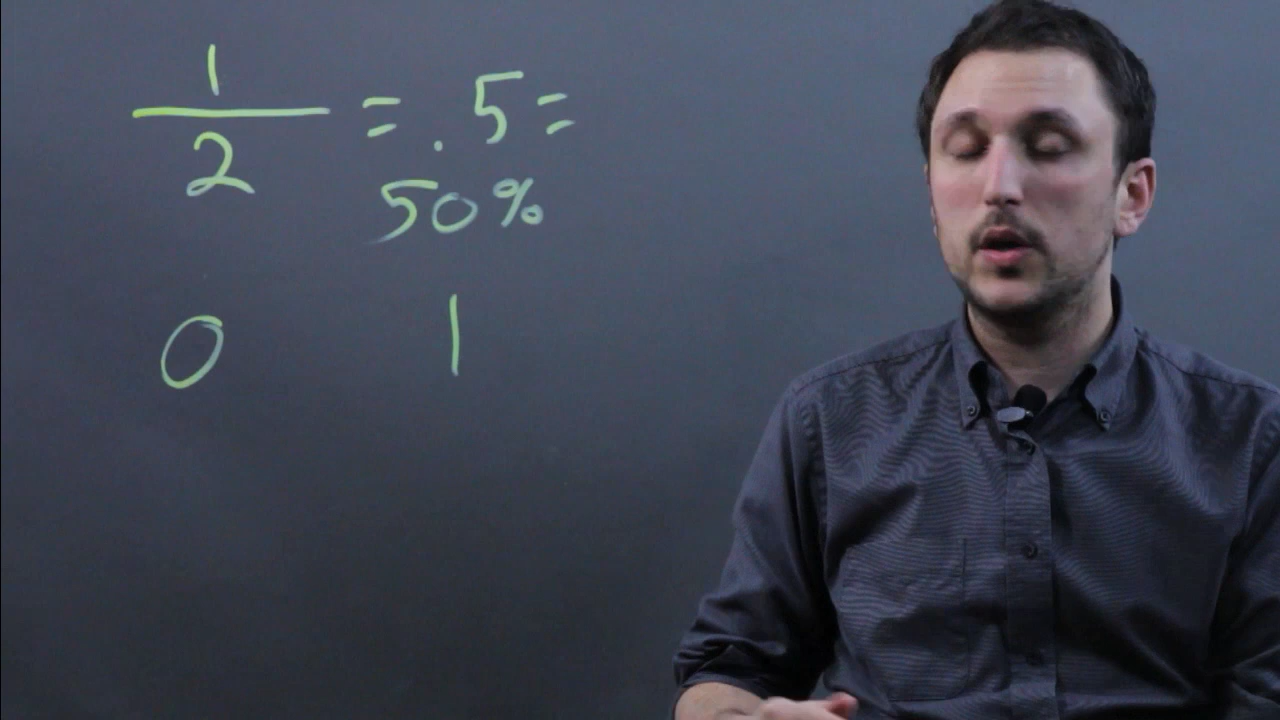 1/2 = .5 =
50%
0 1